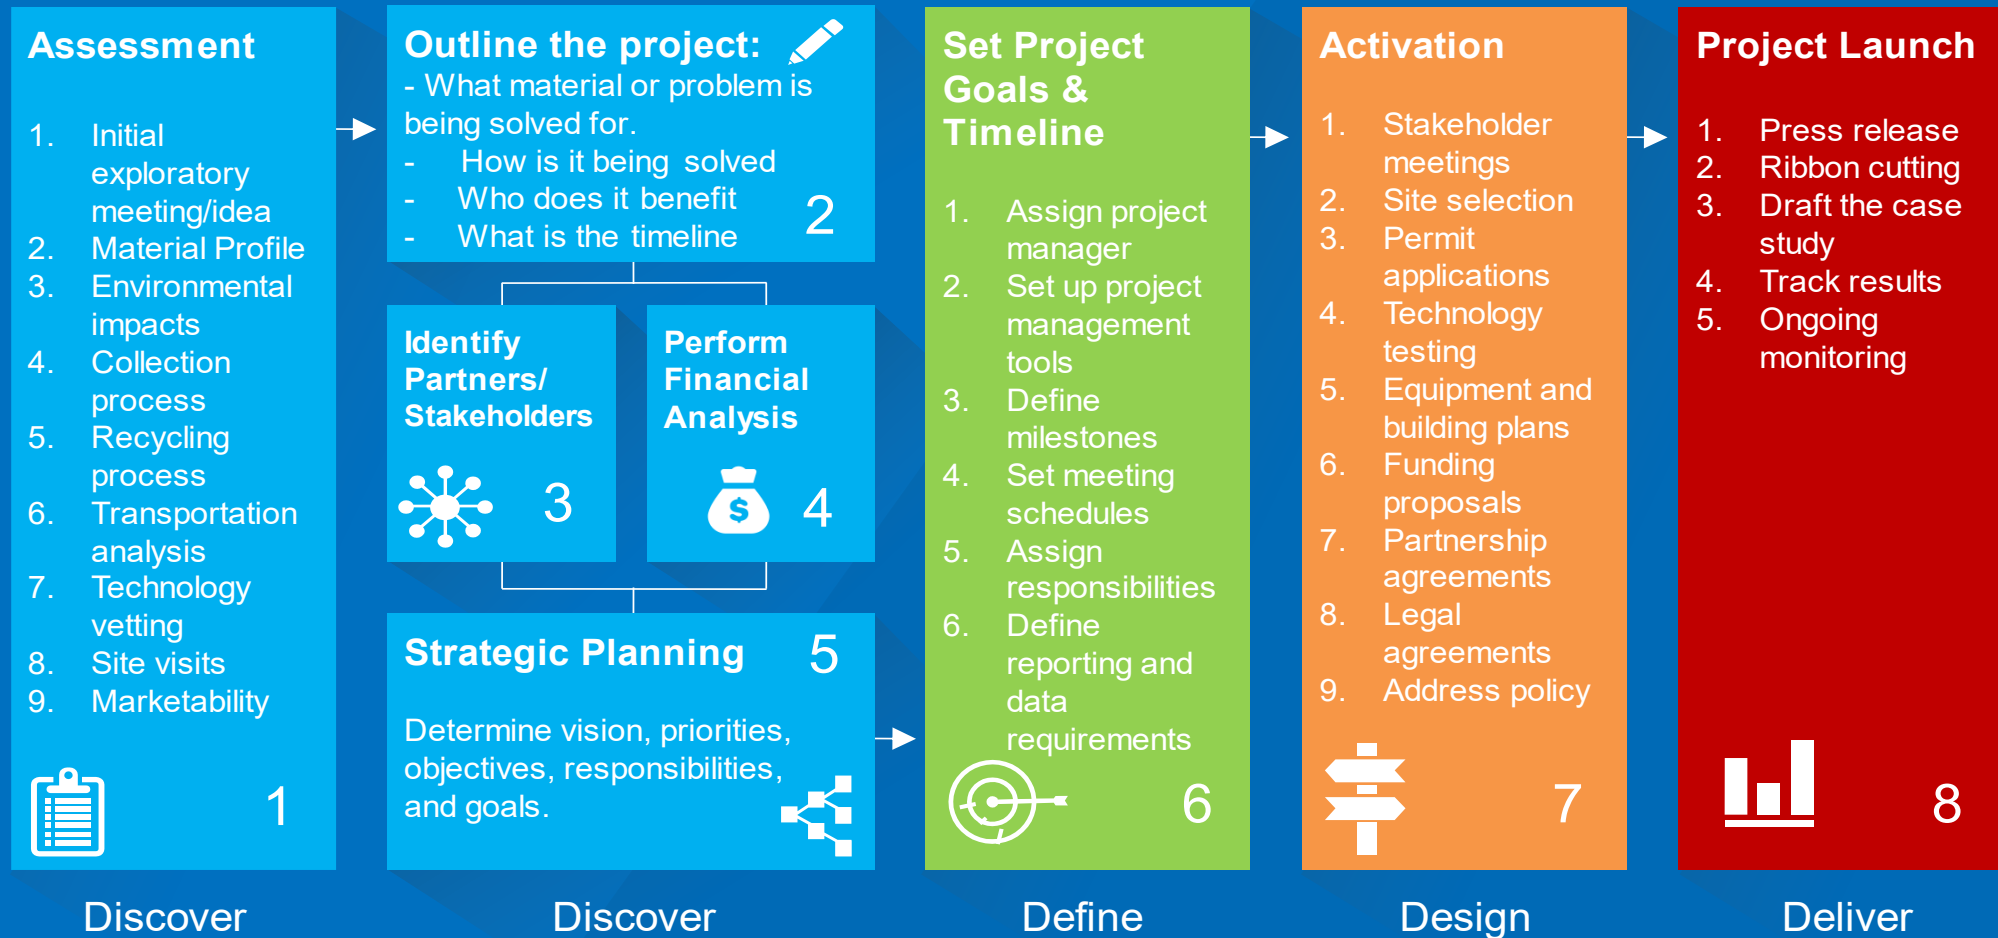 Assessment
1. Initial
exploratory
meeting/idea
2. Material Profile
3. Environmental
impacts
4. Collection
process
5. Recycling
process
6. Transportation
analysis
7. Technology
vetting
8. Site visits
9. Marketability
1
Discover
Outline the project:
- What material or problem is
being solved for.
- How is it being solved
- Who does it benefit
- What is the timeline
2
Identify
Partners/
Stakeholders
3
Perform
Financial
Analysis
$
4
Strategic Planning
5
Determine vision, priorities,
objectives, responsibilities,
and goals.
Discover
Set Project
Goals &
Timeline
1. Assign project
manager
2. Set up project
management
tools
3. Define
milestones
4. Set meeting
schedules
5. Assign
responsibilities
6. Define
reporting and
data
requirements
6
Define
Activation
1. Stakeholder
meetings
2. Site selection
3. Permit
applications
4. Technology
testing
5. Equipment and
building plans
6. Funding
proposals
7. Partnership
agreements
8. Legal
agreements
9. Address policy
7
Design
Project Launch
1. Press release
2. Ribbon cutting
3. Draft the case
study
4. Track results
5. Ongoing
monitoring
8
Deliver